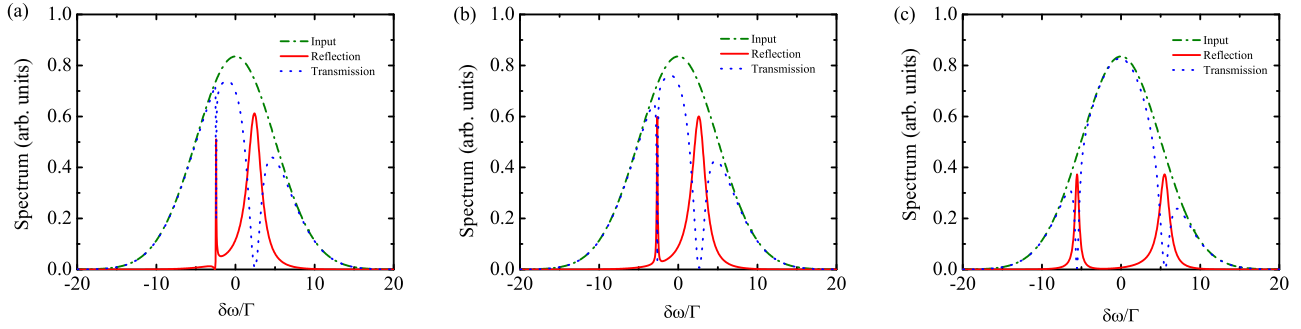 (a)
1.0
0.8
0.6
0.4
0.2
0.0
Spectrum (arb. units)
Input
Reflection
Transmission
-20 -10 0 10 20
δω/Γ
(b)
1.0
0.8
0.6
0.4
0.2
0.0
Spectrum (arb. units)
Input
Reflection
Transmission
-20 -10 0 10 20
δω/Γ
(c)
1.0
0.8
0.6
0.4
0.2
0.0
Spectrum (arb. units)
Input
Reflection
Transmission
-20 -10 0 10 20
δω/Γ